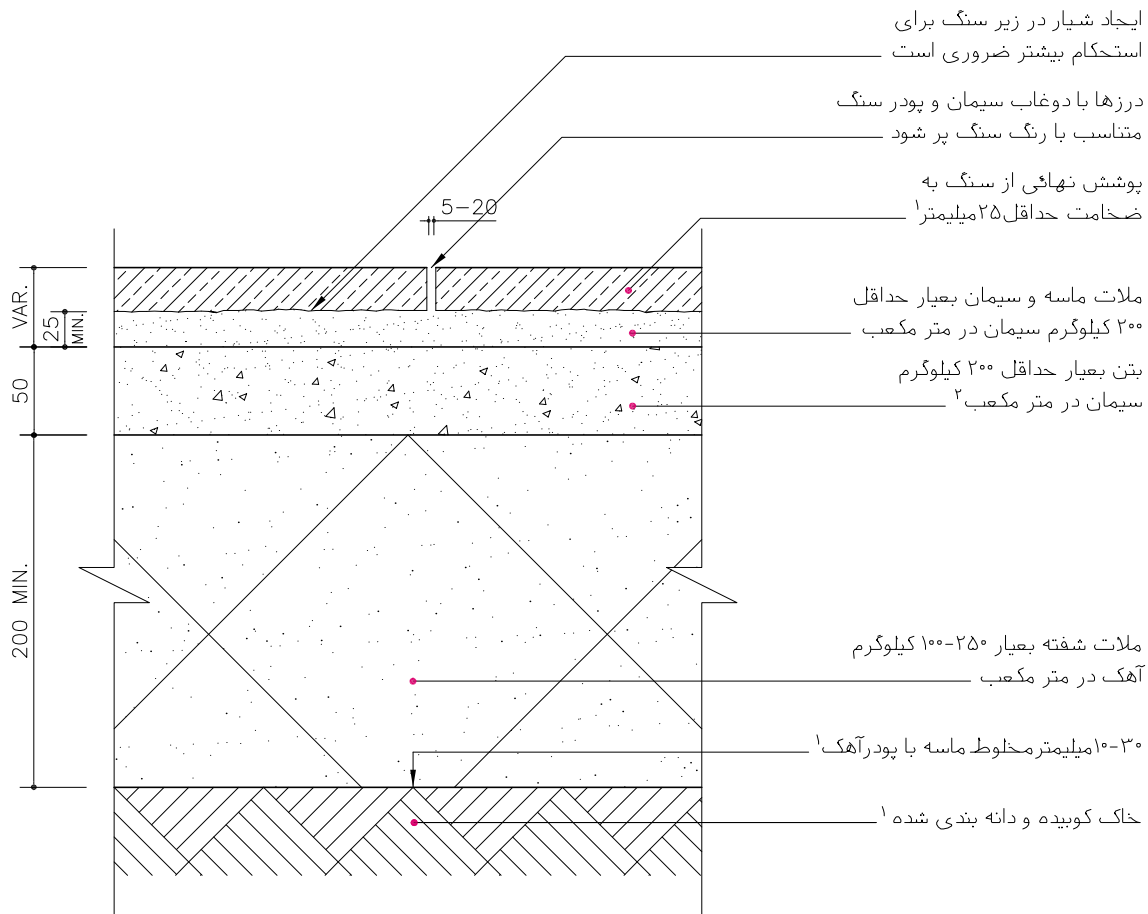 ایجاد شیار در زیر سنگ برای
استحکام بیشتر ضروری است
درزها با دوغاب سیمان و پودر سنگ
متناسب با رنگ سنگ پر شود
پوشش نهائی از سنگ به
ضخامت حداقل ۲۵ میلیمتر۱
5-20
VAR.
25
MIN.
ملات ماسه و سیمان بعیار حداقل
۲۰۰ کیلوگرم سیمان در متر مکعب
50
بتن بعیار حداقل ۲۰۰ کیلوگرم
سیمان در متر مکعب۲
200 MIN.
ملات شفته بعیار ۲۵۰-۱۰۰ کیلوگرم
آهک در متر مکعب
۱۰-۳۰میلیمتر مخلوط ماسه با پودرآهک۱
خاک کوبیده و دانه بندی شده ۱